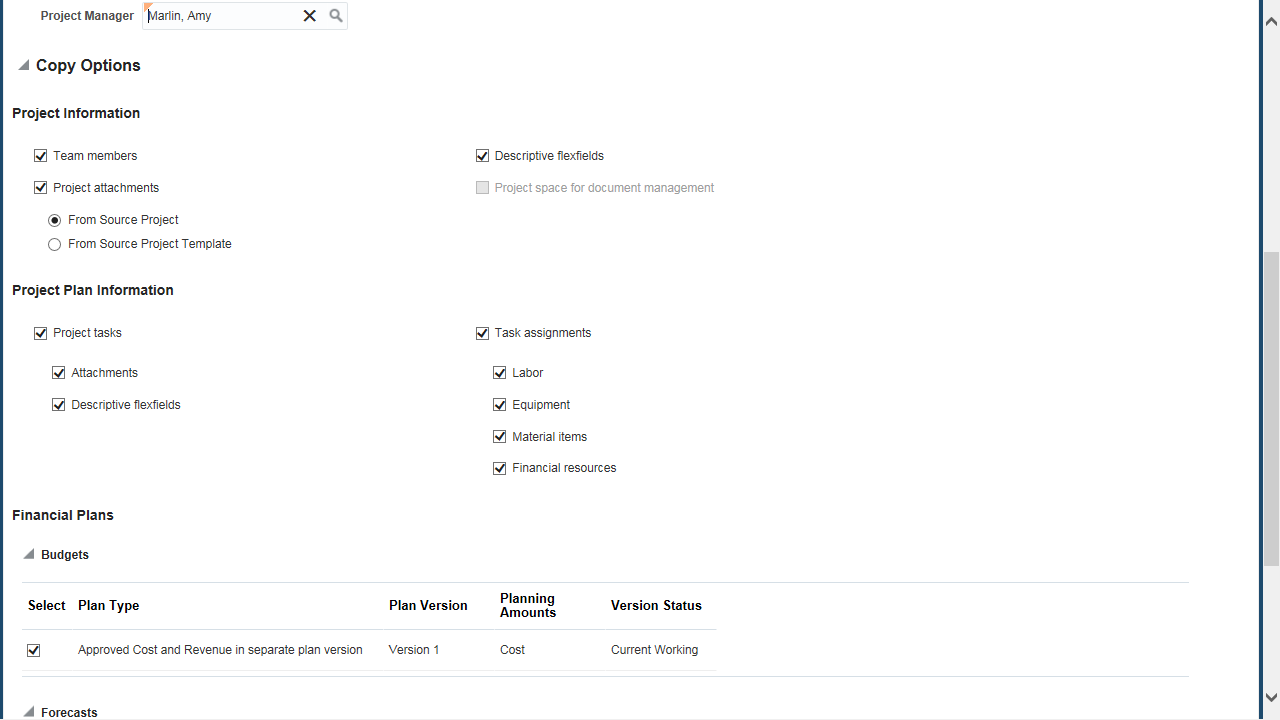 Project Manager Marlin, Amy
Copy Options
Project Information
Team members
Descriptive flexfields
Project attachments
Project space for document management
From Source Project
From Source Project Template
Project Plan Information
Project tasks
Task assignments
Attachments
Labor
Descriptive flexfields
Equipment
Material items
Financial resources
Financial Plans
Budgets
Select Plan Type Plan Version Planning Amounts Version Status
Approved Cost and Revenue in separate plan version Version 1 Cost Current Working
Forecasts